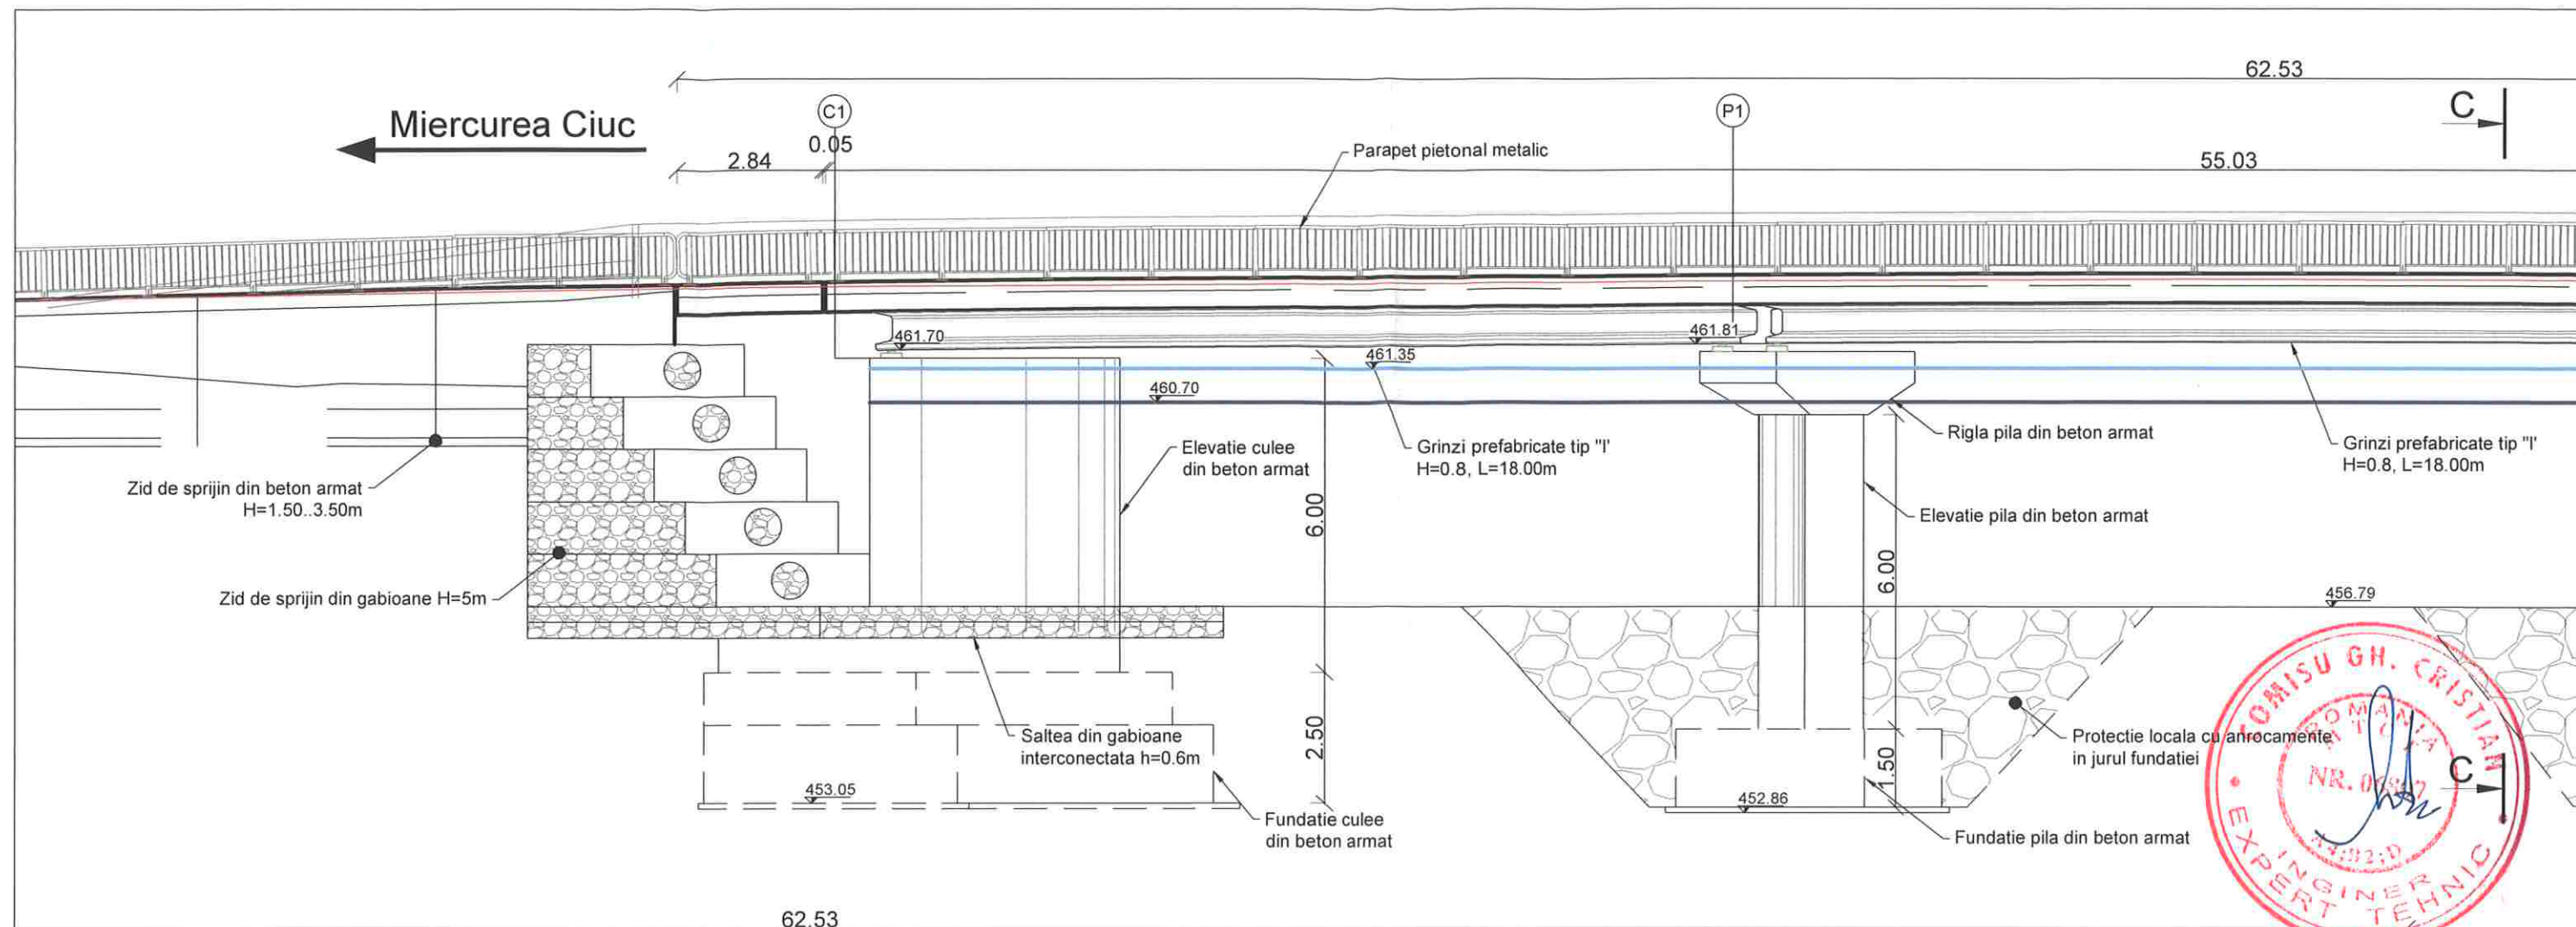 62.53
C1
P1
C
Miercurea Ciuc
0.05
2.84
Parapet pietonal metalic
55.03
461.70
461.81
461.35
460.70
Elevatie culee
din beton armat
Grinzi prefabricate tip "I'
H=0.8, L=18.00m
Rigla pila din beton armat
Grinzi prefabricate tip "I'
H=0.8, L=18.00m
Zid de sprijin din beton armat
H=1.50..3.50m
6.00
Elevatie pila din beton armat
6.00
Zid de sprijin din gabioane H=5m
456.79
COMISU GH. CRISTIAN
ROMANIA
NR.
INGINER
EXPERT TEHNIC
Saltea din gabioane
interconectata h=0.6m
2.50
Protectie locala cu anrocamente
in jurul fundatiei
1.50
C
453.05
452.86
Fundatie culee
din beton armat
Fundatie pila din beton armat
62.53